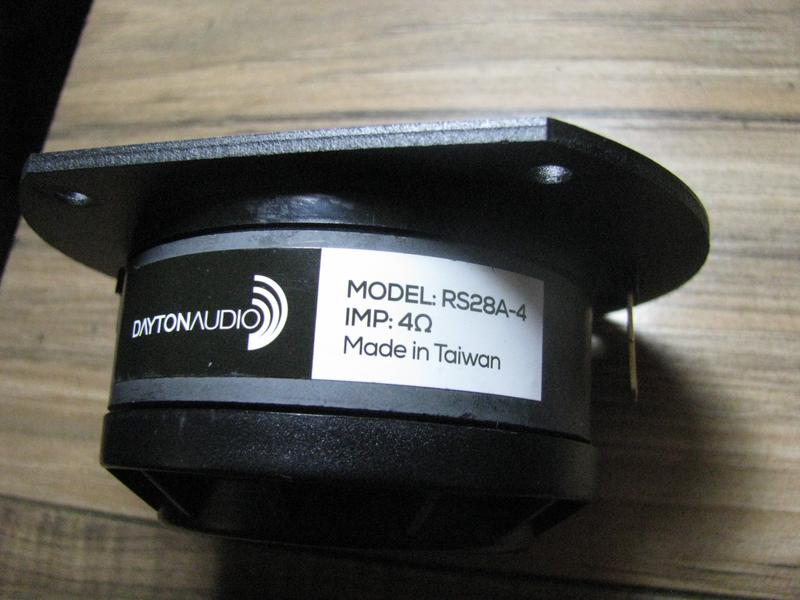 DAYTONAUDIO
MODEL: RS28A-4
IMP: 4Ω
Made in Taiwan